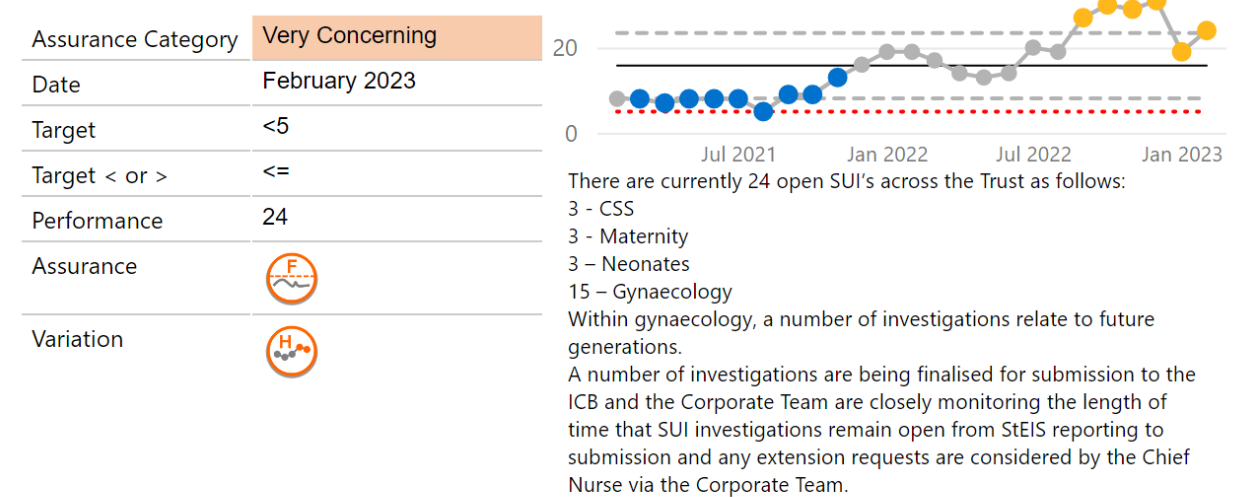 Assurance Category Very Concerning
Date February 2023
Target <5
Target < or > <=
Performance 24
Assurance F
Variation H
20
0
Jul 2021 Jan 2022 Jul 2022 Jan 2023
There are currently 24 open SUI’s across the Trust as follows:
3 - CSS
3 - Maternity
3 – Neonates
15 – Gynaecology
Within gynaecology, a number of investigations relate to future
generations.
A number of investigations are being finalised for submission to the
ICB and the Corporate Team are closely monitoring the length of
time that SUI investigations remain open from StEIS reporting to
submission and any extension requests are considered by the Chief
Nurse via the Corporate Team.